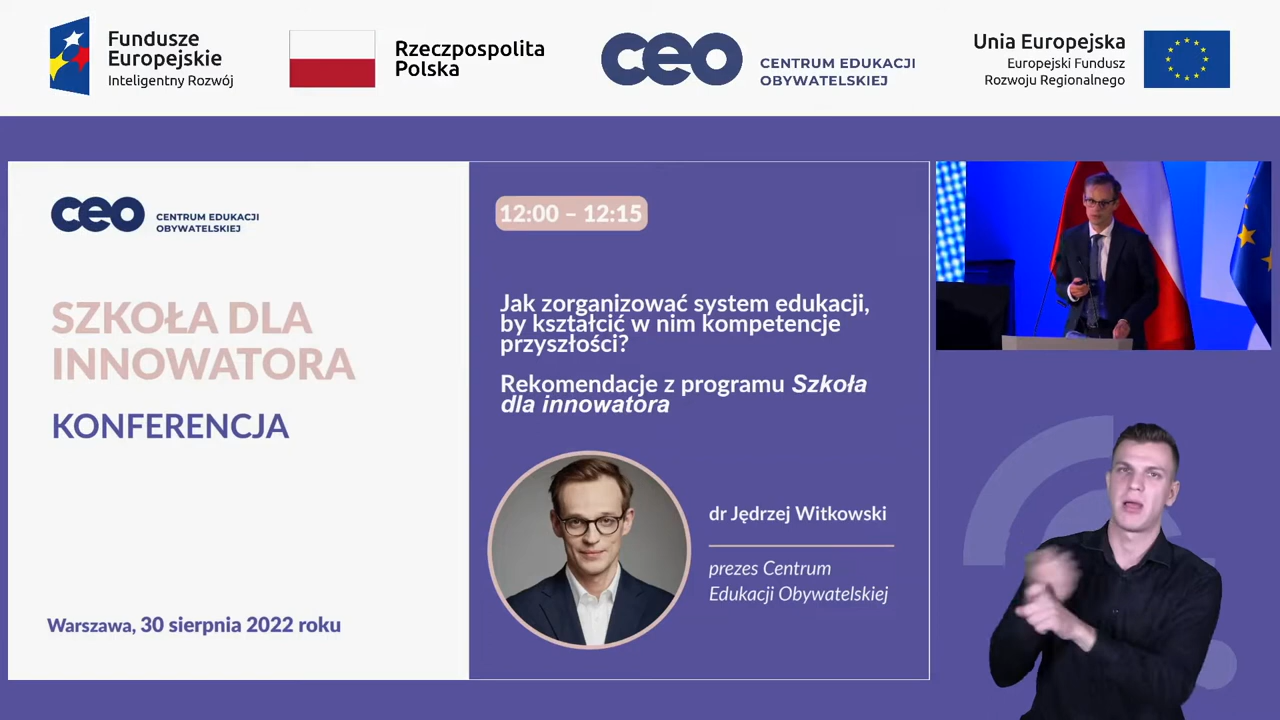 Fundusze
Europejskie
Inteligentny Rozwój
Rzeczpospolita
Polska
ceo
CENTRUM EDUKACJI
OBYWATELSKIEJ
Unia Europejska
Europejski Fundusz
Rozwoju Regionalnego
ceo
CENTRUM EDUKACJI
OBYWATELSKIEJ
SZKOŁA DLA
INNOWATORA
KONFERENCJA
Warszawa, 30 sierpnia 2022 roku
12:00 – 12:15
Jak zorganizować system edukacji,
by kształcić w nim kompetencje
przyszłości?
Rekomendacje z programu Szkoła
dla innowatora
dr Jędrzej Witkowski
prezes Centrum
Edukacji Obywatelskiej